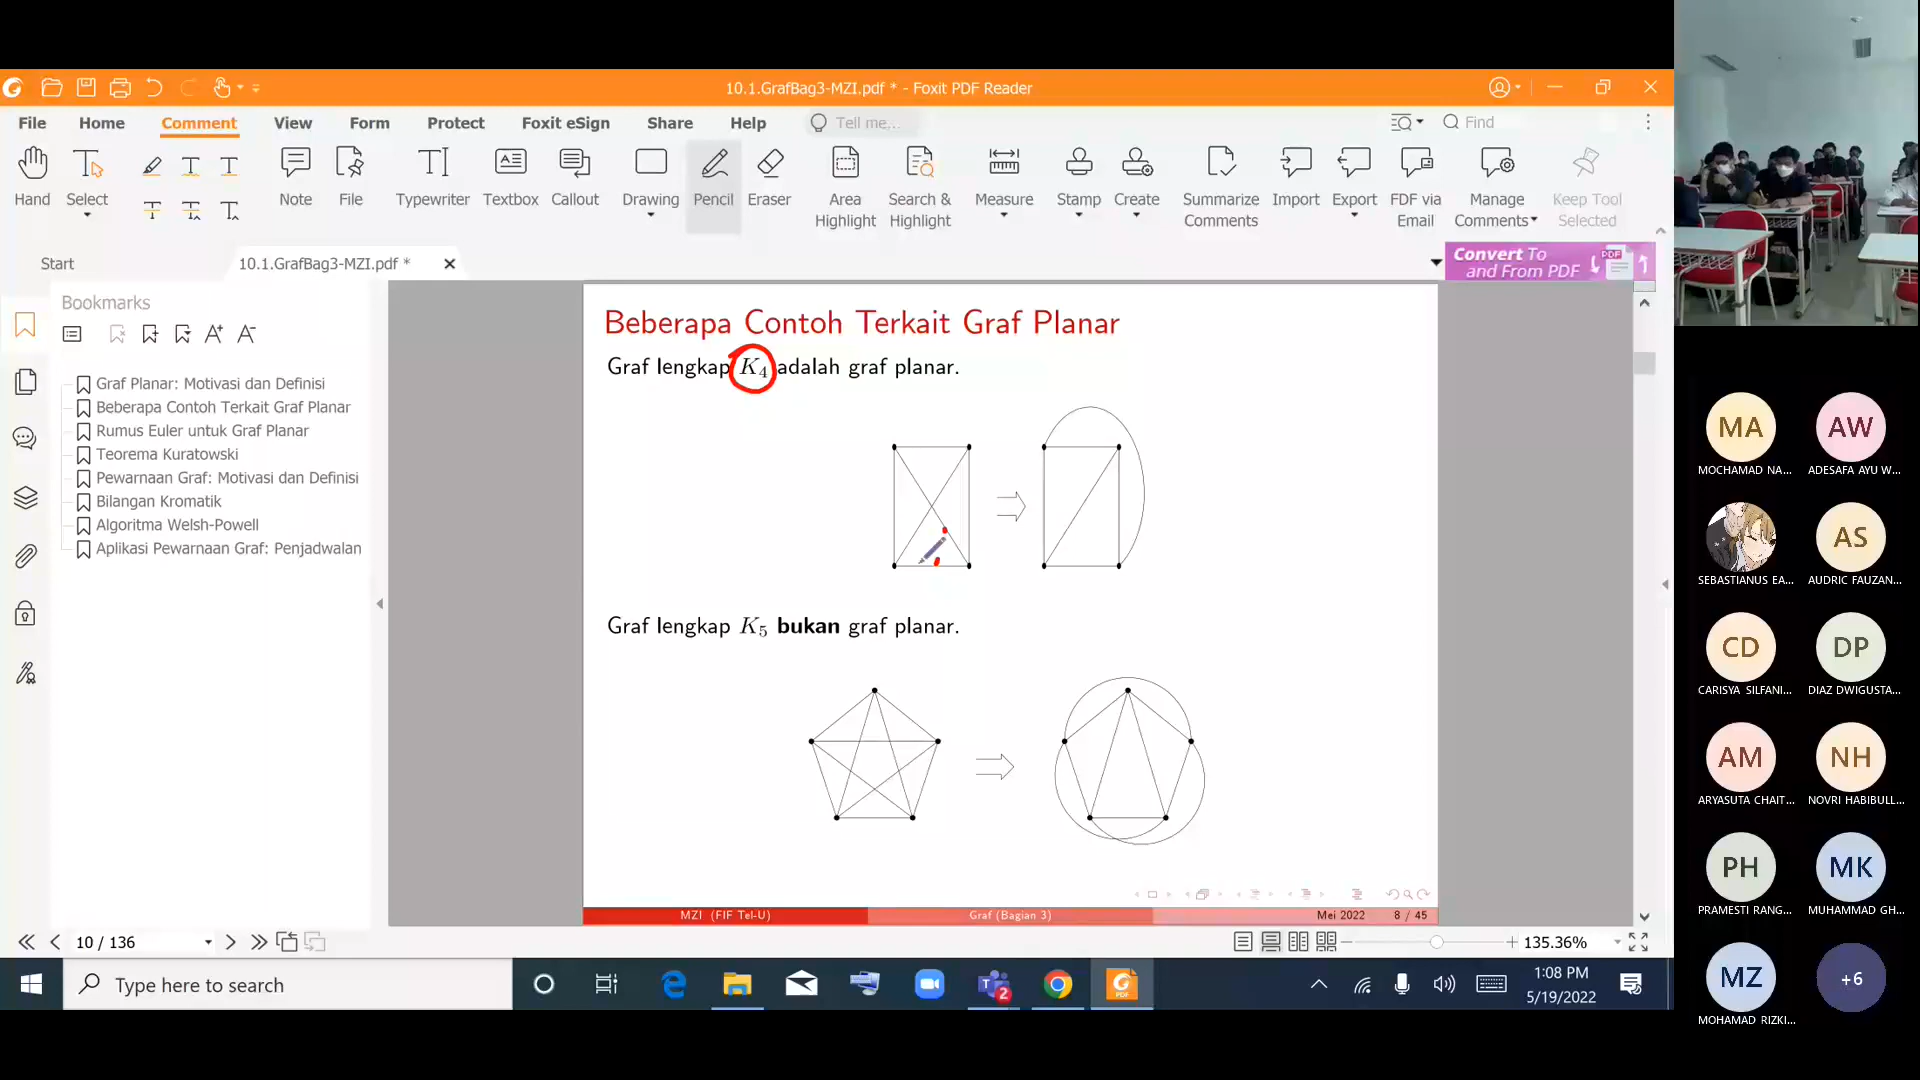 10.1.GrafBag3-MZI.pdf * - Foxit PDF Reader
File Home Comment View Form Protect Foxit eSign Share Help Tell me... Find
Hand Select Note File Typewriter Textbox Callout Drawing Pencil Eraser Area Highlight Search & Highlight Measure Stamp Create Summarize Comments Import Export FDF via Email Manage Comments Keep Tool Selected
Start 10.1.GrafBag3-MZI.pdf *
Convert To and From PDF
PDF
Bookmarks
Graf Planar: Motivasi dan Definisi
Beberapa Contoh Terkait Graf Planar
Rumus Euler untuk Graf Planar
Teorema Kuratowski
Pewarnaan Graf: Motivasi dan Definisi
Bilangan Kromatik
Algoritma Welsh-Powell
Aplikasi Pewarnaan Graf: Penjadwalan
Beberapa Contoh Terkait Graf Planar
Graf lengkap K₄ adalah graf planar.
Graf lengkap K₅ bukan graf planar.
MZI (FIF Tel-U) Graf (Bagian 3) Mei 2022 8 / 45
10 / 136
135.36%
Type here to search
2
PDF
1:08 PM
5/19/2022
MA AW
MOCHAMAD NA... ADESAFA AYU W...
AS
SEBASTIANUS EA... AUDRIC FAUZAN...
CD DP
CARISYA SILFANI... DIAZ DWIGUSTA...
AM NH
ARYASUTA CHAIT... NOVRI HABIBULL...
PH MK
PRAMESTI RANG... MUHAMMAD GH...
MZ +6
MOHAMAD RIZKI...